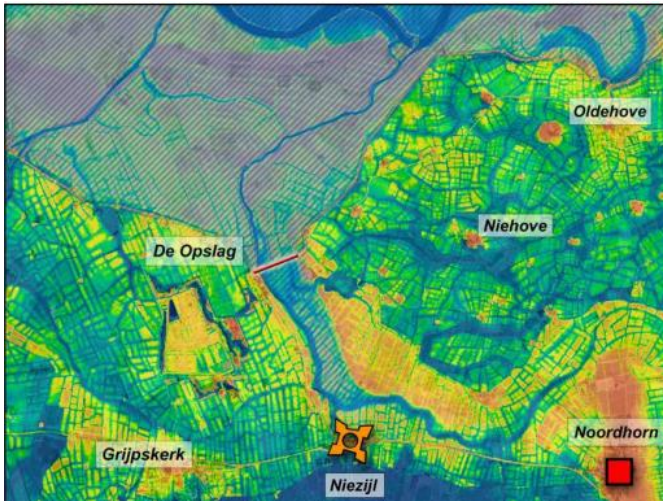 Oldehove
Niehove
De Opslag
Noordhorn
Grijpskerk
Niezijl